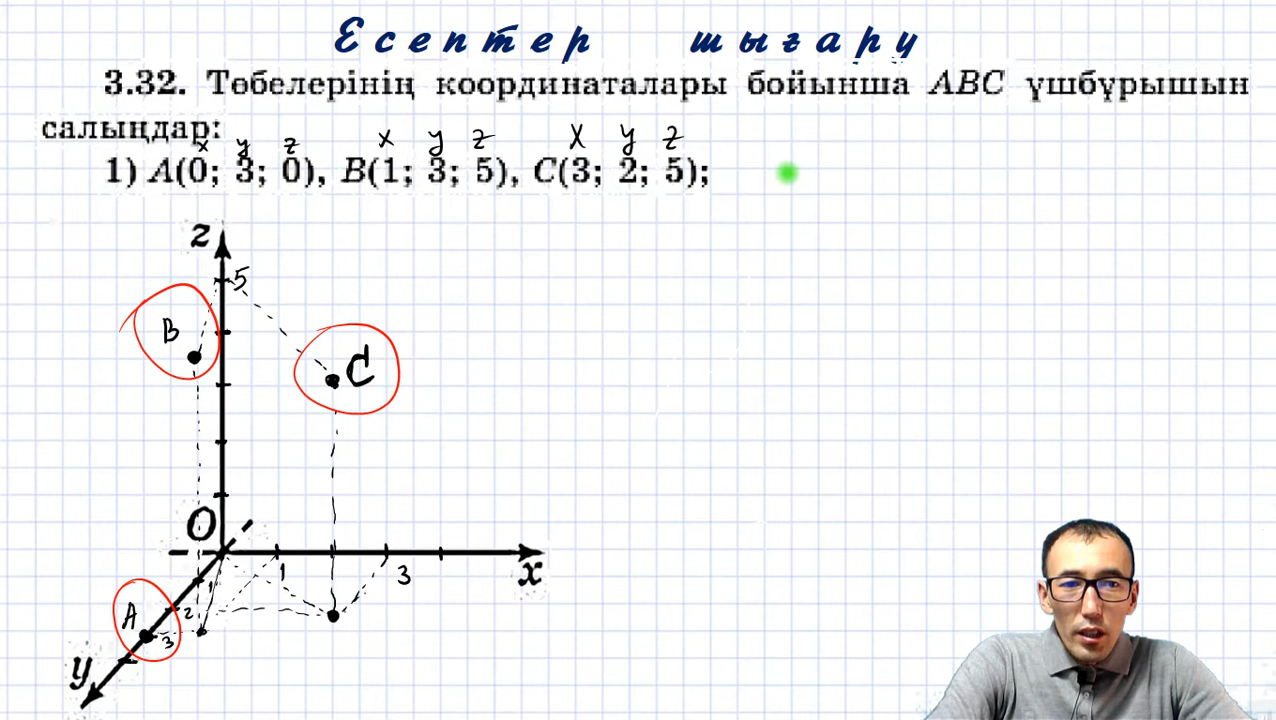 Есептер шығару
3.32. Төбелерінің координаталары бойынша ABC үшбұрышын
салыңдар:
x y z x y z x y z
1) A(0; 3; 0), B(1; 3; 5), C(3; 2; 5);
z
5
B
C
O
1
3
x
1
2
A
3
y